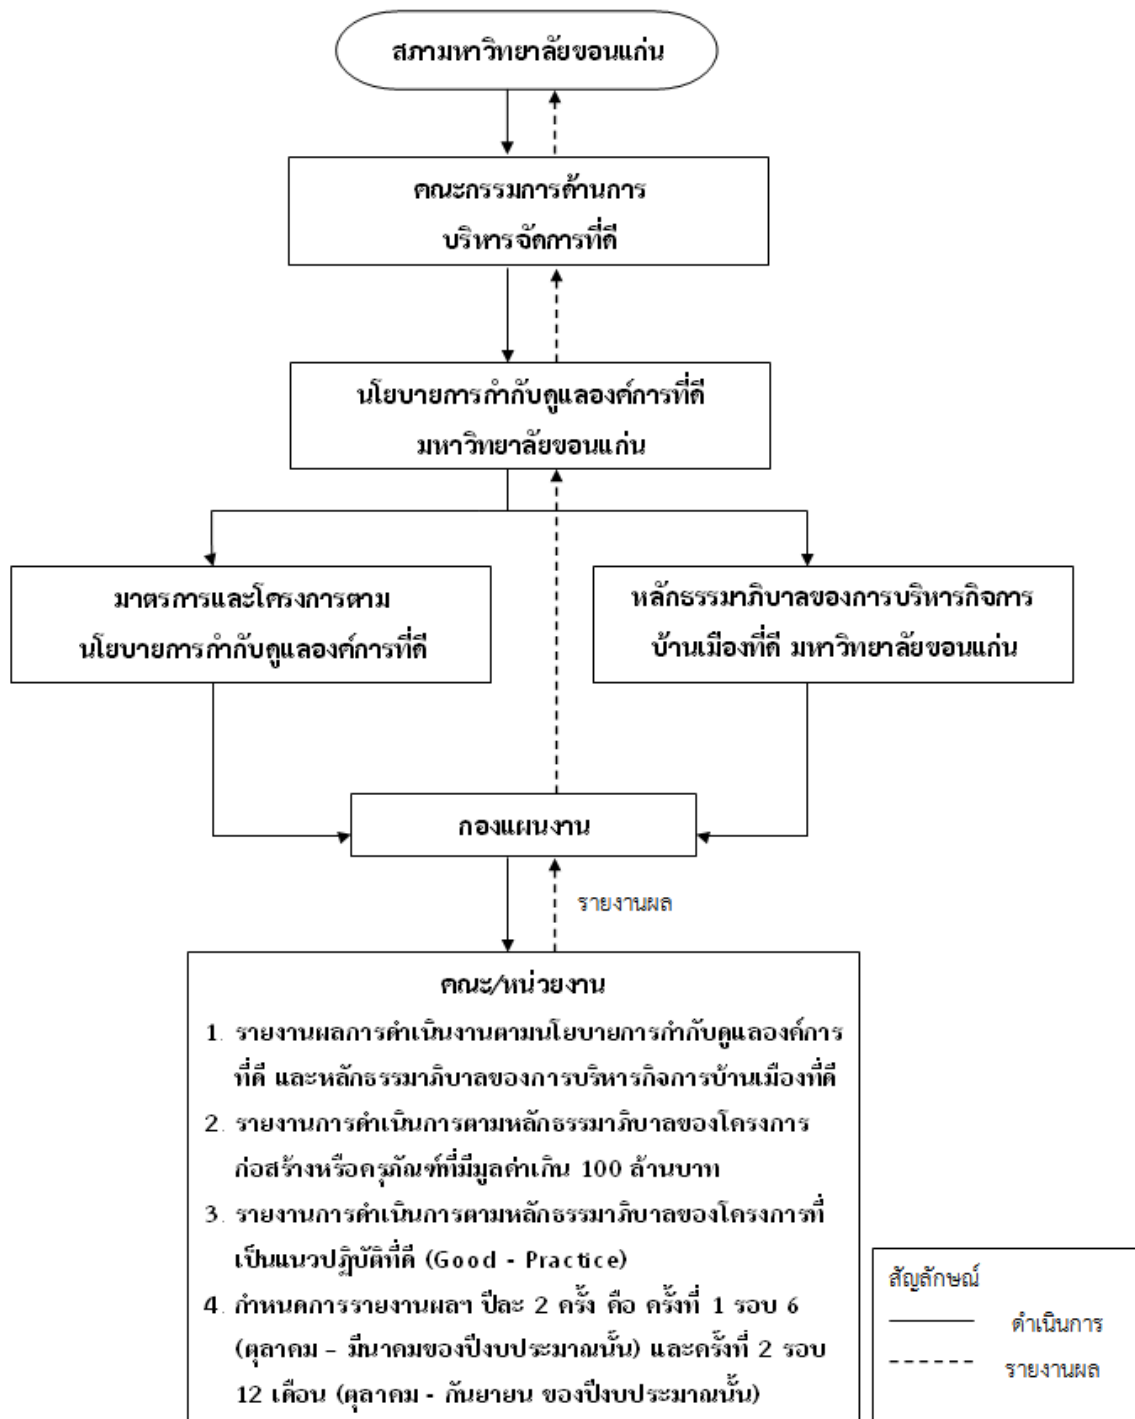 สภามหาวิทยาลัยขอนแก่น
คณะกรรมการด้านการ
บริหารจัดการที่ดี
นโยบายการกำกับดูแลองค์การที่ดี
มหาวิทยาลัยขอนแก่น
มาตรการและโครงการตาม
นโยบายการกำกับดูแลองค์การที่ดี
หลักธรรมาภิบาลของการบริหารกิจการ
บ้านเมืองที่ดี มหาวิทยาลัยขอนแก่น
กองแผนงาน
รายงานผล
คณะ/หน่วยงาน
1. รายงานผลการดำเนินงานตามนโยบายการกำกับดูแลองค์การ
ที่ดี และหลักธรรมาภิบาลของการบริหารกิจการบ้านเมืองที่ดี
2. รายงานการดำเนินการตามหลักธรรมาภิบาลของโครงการ
ก่อสร้างหรือครุภัณฑ์ที่มีมูลค่าเกิน 100 ล้านบาท
3. รายงานการดำเนินการตามหลักธรรมาภิบาลของโครงการที่
เป็นแนวปฏิบัติที่ดี (Good - Practice)
4. กำหนดการรายงานผลฯ ปีละ 2 ครั้ง คือ ครั้งที่ 1 รอบ 6
(ตุลาคม – มีนาคมของปีงบประมาณนั้น) และครั้งที่ 2 รอบ
12 เดือน (ตุลาคม - กันยายน ของปีงบประมาณนั้น)
สัญลักษณ์
ดำเนินการ
รายงานผล